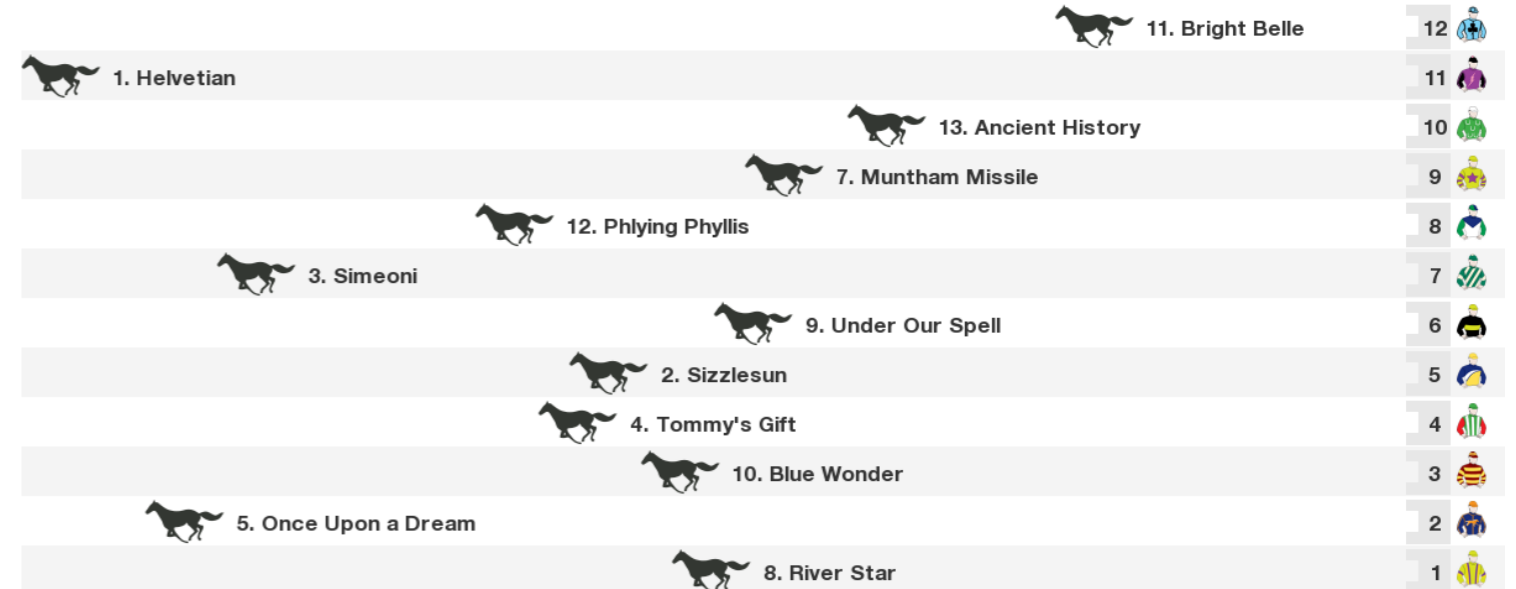 11. Bright Belle 12
1. Helvetian 11
13. Ancient History 10
7. Muntham Missile 9
12. Phlying Phyllis 8
3. Simeoni 7
9. Under Our Spell 6
2. Sizzlesun 5
4. Tommy's Gift 4
10. Blue Wonder 3
5. Once Upon a Dream 2
8. River Star 1